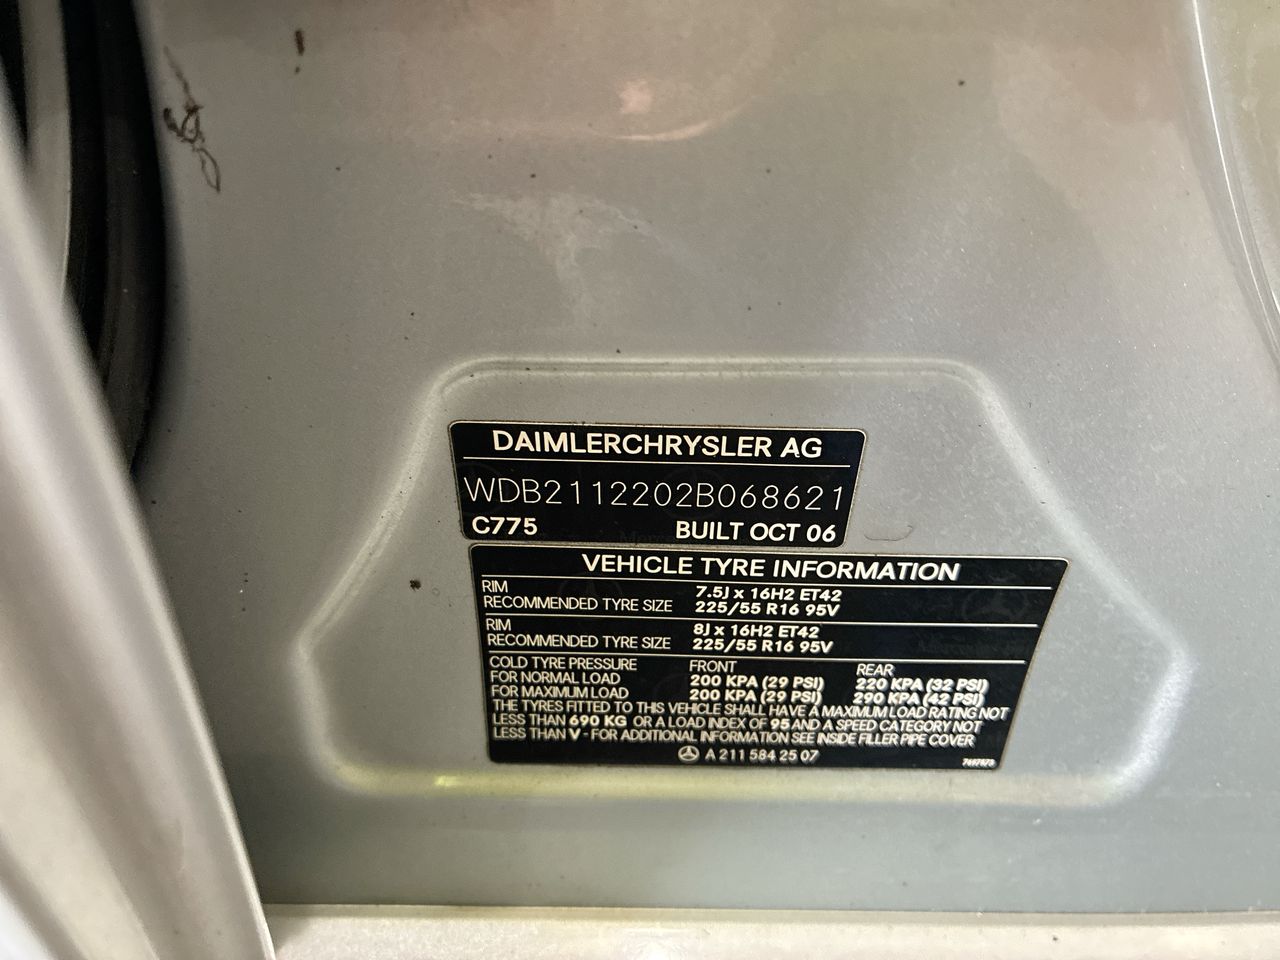 DAIMLERCHRYSLER AG
WDB2112202B068621
C775 BUILT OCT 06
VEHICLE TYRE INFORMATION
RIM 7.5J x 16H2 ET42
RECOMMENDED TYRE SIZE 225/55 R16 95V
RIM 8J x 16H2 ET42
RECOMMENDED TYRE SIZE 225/55 R16 95V
COLD TYRE PRESSURE FRONT REAR
FOR NORMAL LOAD 200 KPA (29 PSI) 220 KPA (32 PSI)
FOR MAXIMUM LOAD 200 KPA (29 PSI) 290 KPA (42 PSI)
THE TYRES FITTED TO THIS VEHICLE SHALL HAVE A MAXIMUM LOAD RATING NOT
LESS THAN 690 KG OR A LOAD INDEX OF 95 AND A SPEED CATEGORY NOT
LESS THAN V - FOR ADDITIONAL INFORMATION SEE INSIDE FILLER PIPE COVER
A 211 584 25 07